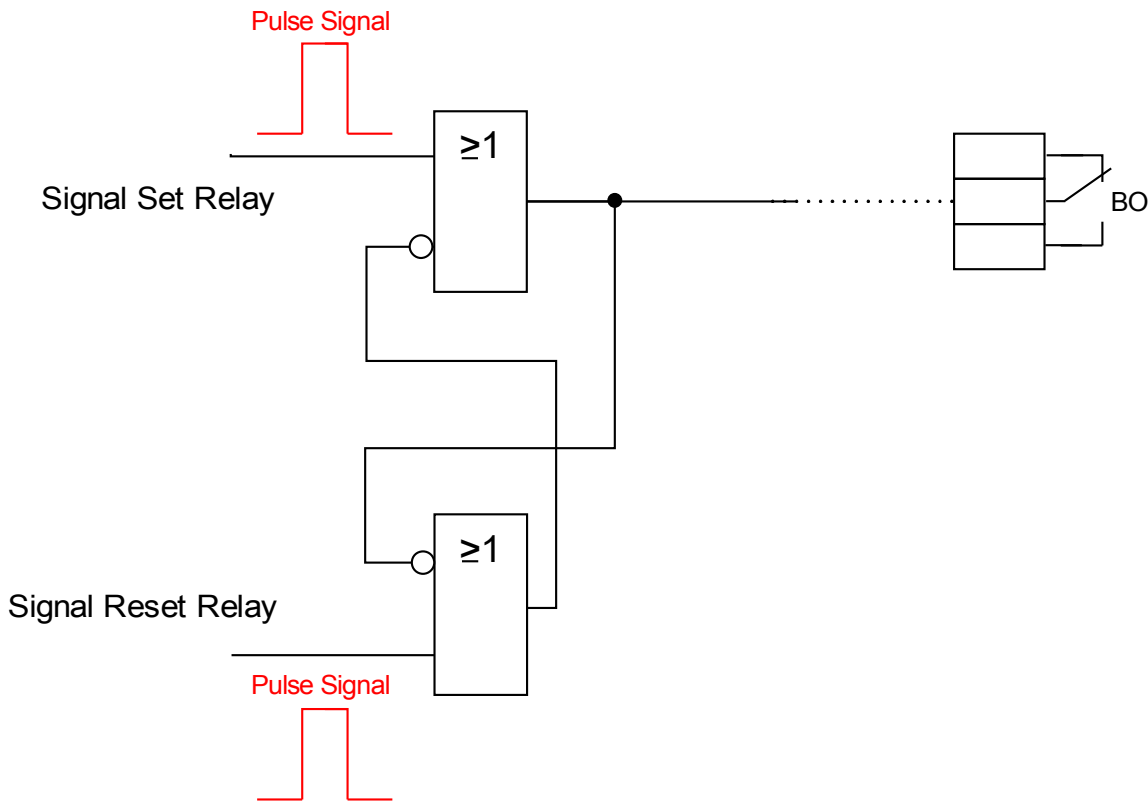 Pulse Signal
≥1
Signal Set Relay
BO
≥1
Signal Reset Relay
Pulse Signal